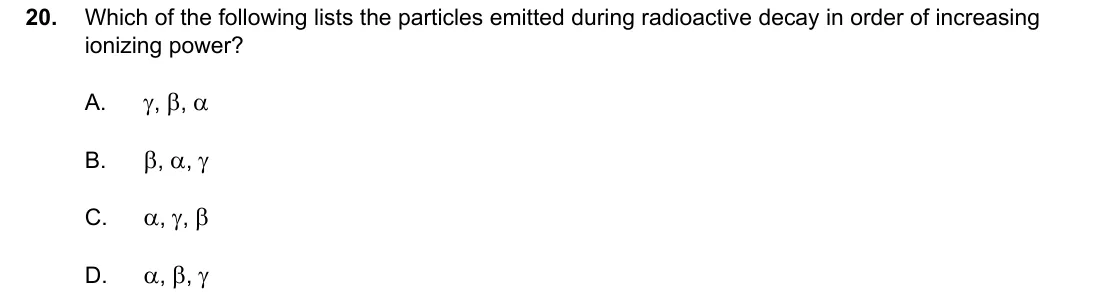 20. Which of the following lists the particles emitted during radioactive decay in order of increasing
ionizing power?
A. γ, β, α
B. β, α, γ
C. α, γ, β
D. α, β, γ